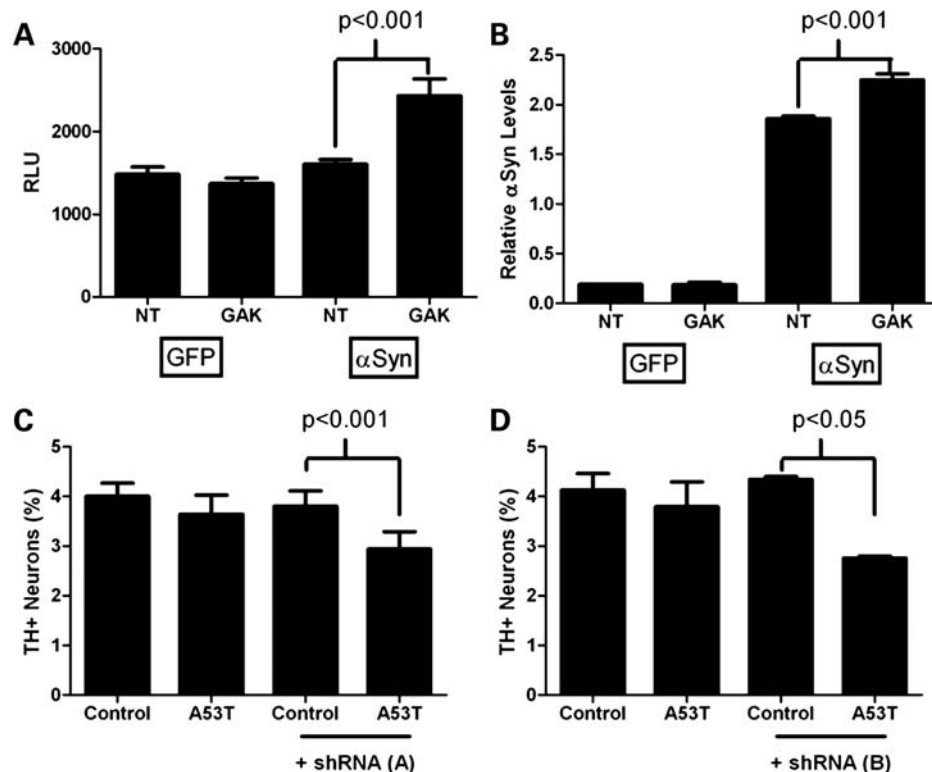 A
p<0.001
3000
2000
1000
0
RLU
NT GAK NT GAK
GFP αSyn
B
p<0.001
2.5
2.0
1.5
1.0
0.5
0.0
Relative αSyn Levels
NT GAK NT GAK
GFP αSyn
C
p<0.001
5
4
3
2
1
0
TH+ Neurons (%)
Control A53T Control A53T
+ shRNA (A)
D
p<0.05
5
4
3
2
1
0
TH+ Neurons (%)
Control A53T Control A53T
+ shRNA (B)